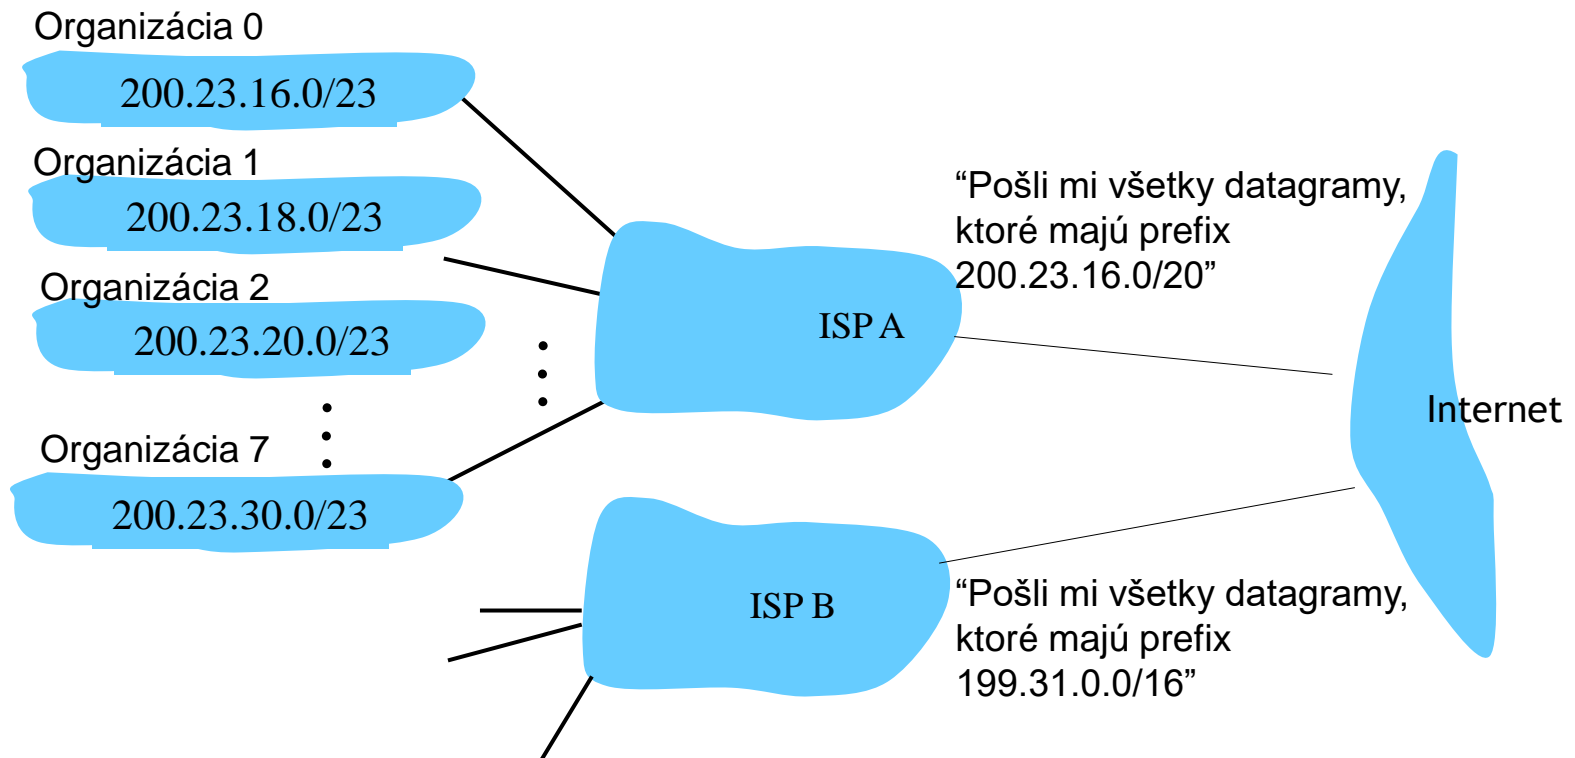 Organizácia 0
200.23.16.0/23
Organizácia 1
200.23.18.0/23
Organizácia 2
200.23.20.0/23
Organizácia 7
200.23.30.0/23
ISP A
“Pošli mi všetky datagramy,
ktoré majú prefix
200.23.16.0/20”
Internet
ISP B
“Pošli mi všetky datagramy,
ktoré majú prefix
199.31.0.0/16”